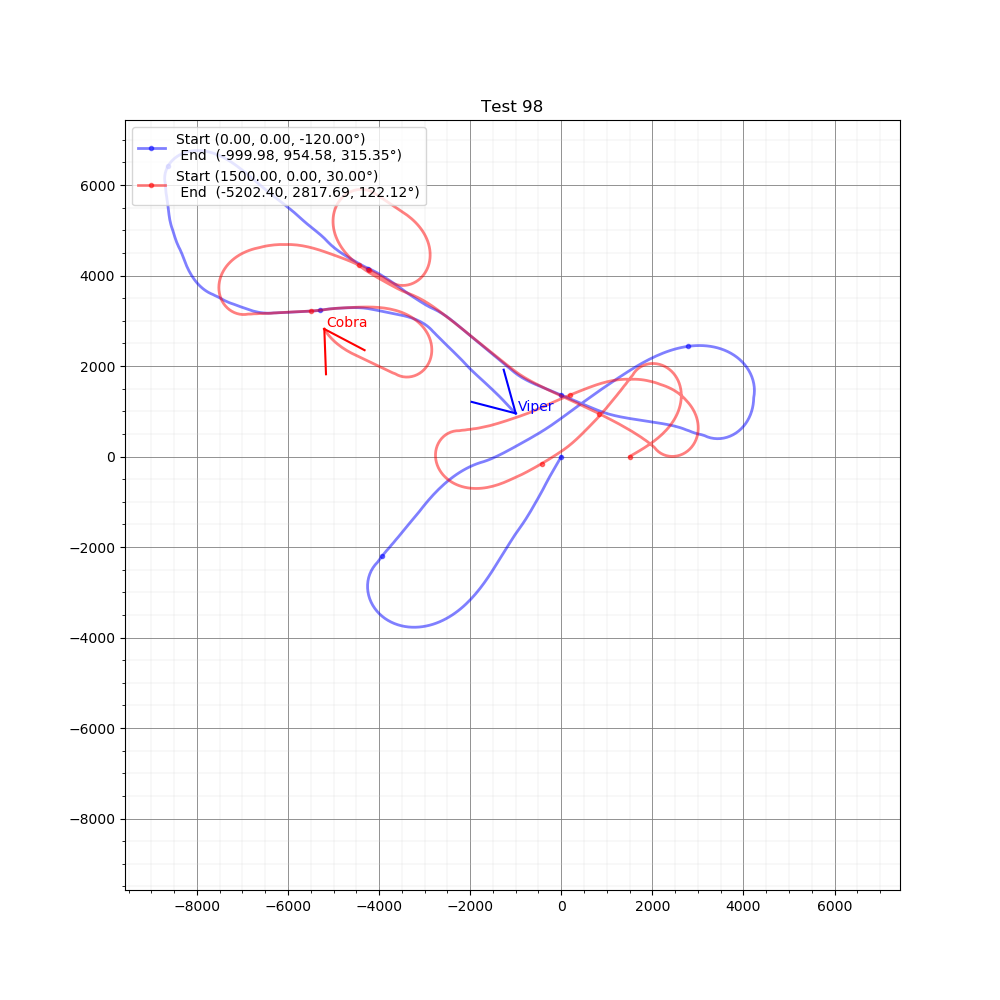 Test 98
Start (0.00, 0.00, -120.00°)
End  (-999.98, 954.58, 315.35°)
Start (1500.00, 0.00, 30.00°)
End  (-5202.40, 2817.69, 122.12°)
6000
4000
2000
0
−2000
−4000
−6000
−8000
Cobra
Viper
−8000 −6000 −4000 −2000 0 2000 4000 6000